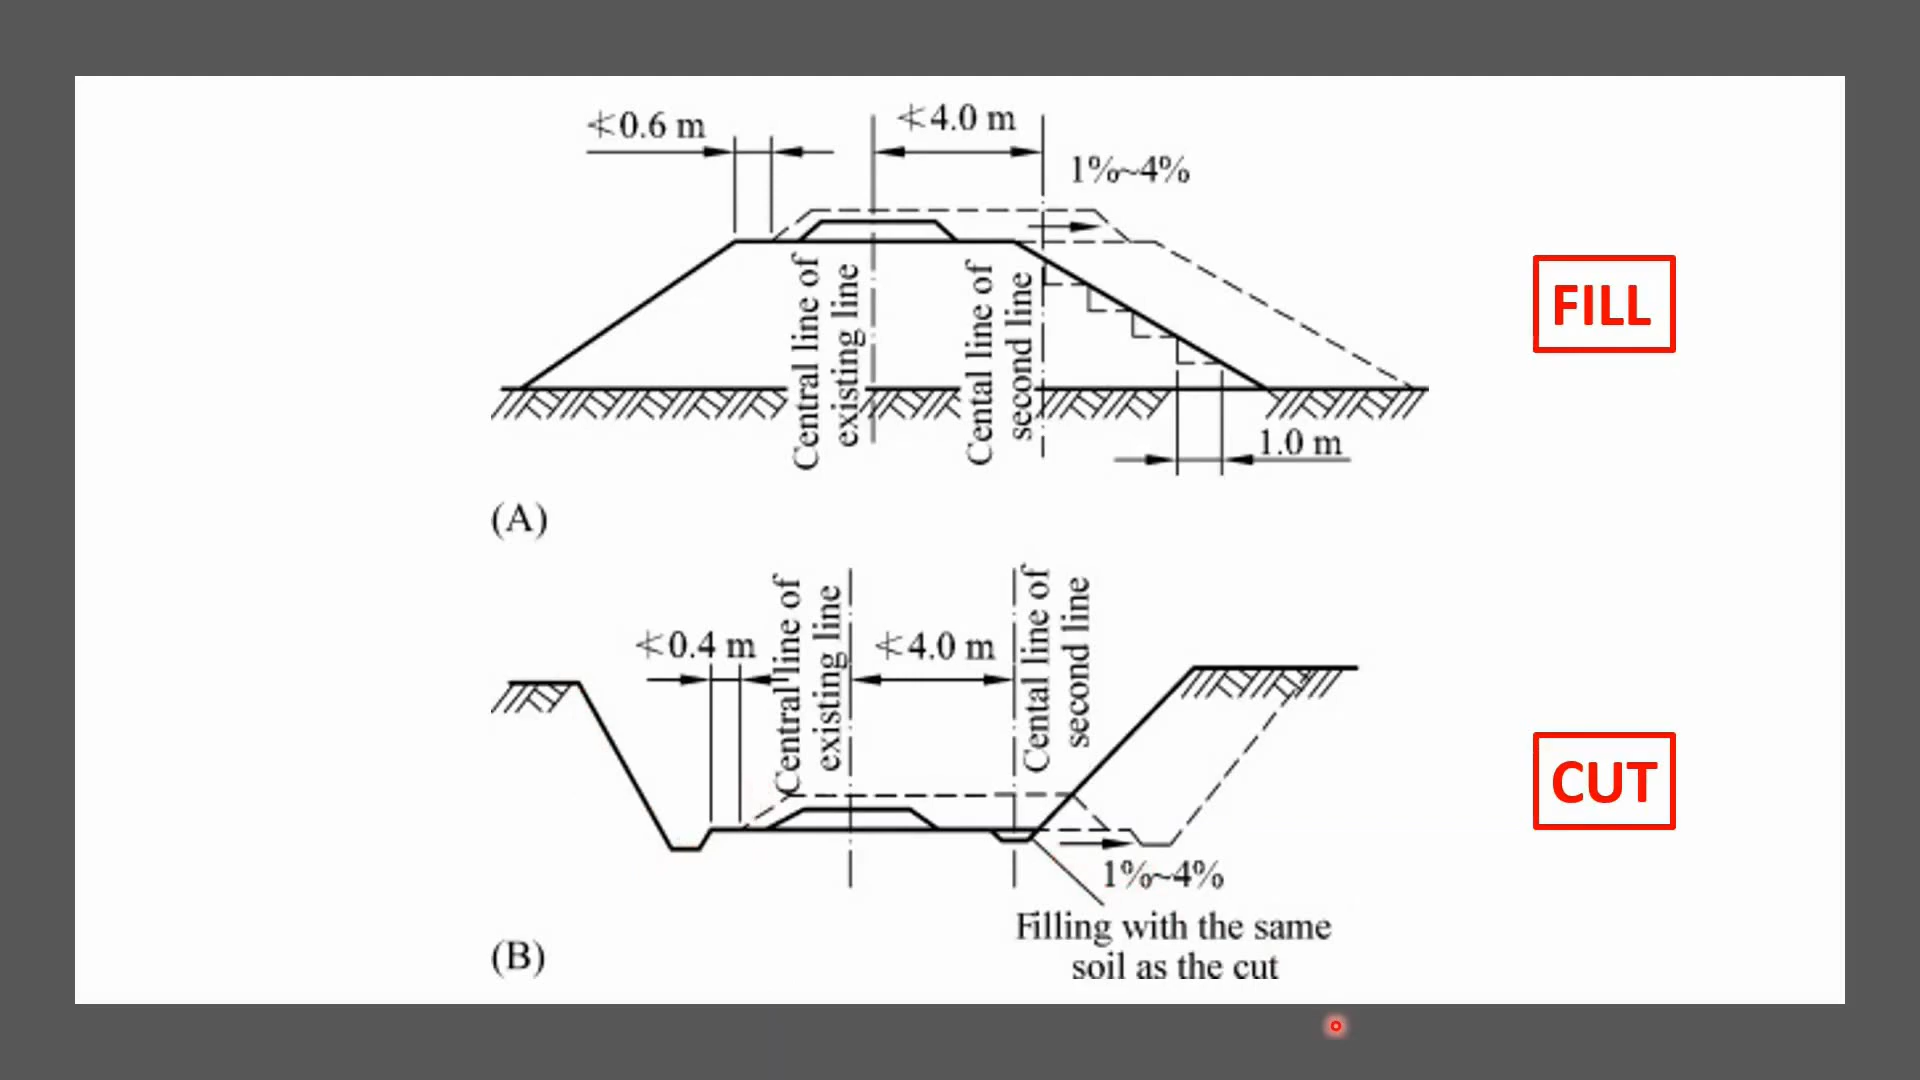 ≮0.6 m
≮4.0 m
1%~4%
Central line of
existing line
Cental line of
second line
FILL
1.0 m
(A)
≮0.4 m
Central line of
existing line
≮4.0 m
Cental line of
second line
CUT
1%~4%
Filling with the same
soil as the cut
(B)